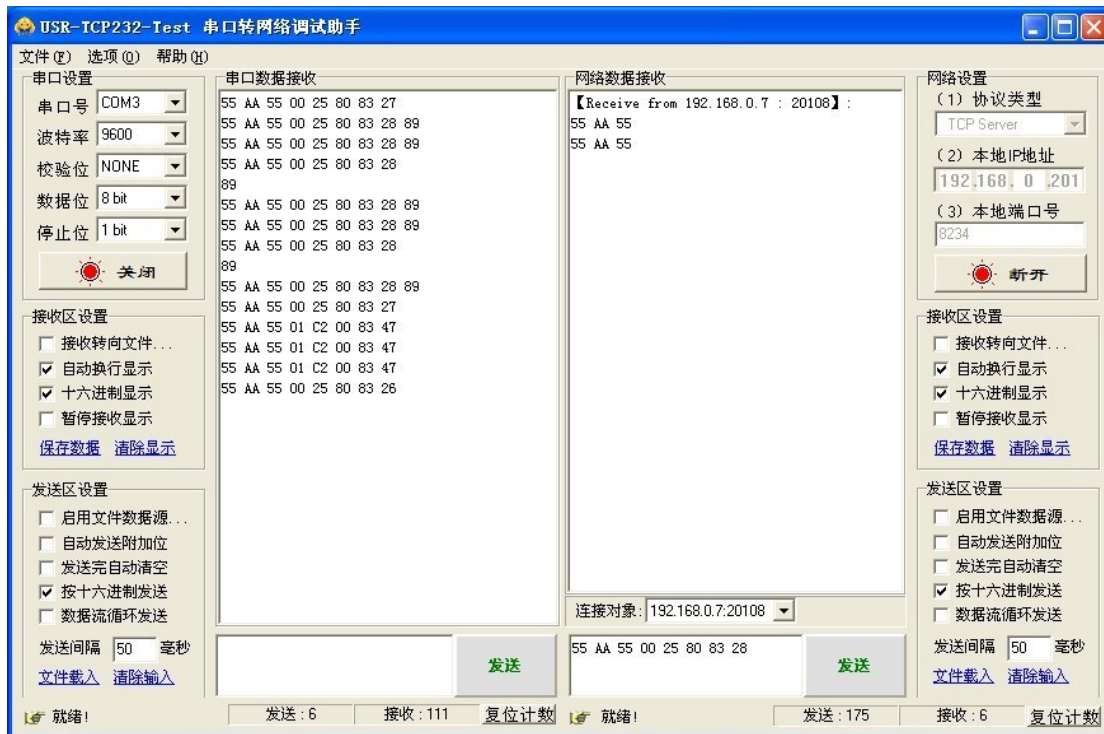 USR-TCP232-Test 串口转网络调试助手
文件(F) 选项(O) 帮助(H)
串口设置
串口号 COM3
波特率 9600
校验位 NONE
数据位 8 bit
停止位 1 bit
关闭
接收区设置
接收转向文件...
自动换行显示
十六进制显示
暂停接收显示
保存数据 清除显示
发送区设置
启用文件数据源...
自动发送附加位
发送完自动清空
按十六进制发送
数据流循环发送
发送间隔 50 毫秒
文件载入 清除输入
串口数据接收
55 AA 55 00 25 80 83 27
55 AA 55 00 25 80 83 28 89
55 AA 55 00 25 80 83 28 89
55 AA 55 00 25 80 83 28
89
55 AA 55 00 25 80 83 28 89
55 AA 55 00 25 80 83 28 89
55 AA 55 00 25 80 83 28
89
55 AA 55 00 25 80 83 28 89
55 AA 55 00 25 80 83 27
55 AA 55 01 C2 00 83 47
55 AA 55 01 C2 00 83 47
55 AA 55 01 C2 00 83 47
55 AA 55 00 25 80 83 26
发送
网络数据接收
【Receive from 192.168.0.7 : 20108】:
55 AA 55
55 AA 55
连接对象: 192.168.0.7:20108
55 AA 55 00 25 80 83 28
发送
网络设置
(1) 协议类型
TCP Server
(2) 本地IP地址
192.168. 0 .201
(3) 本地端口号
8234
断开
接收区设置
接收转向文件...
自动换行显示
十六进制显示
暂停接收显示
保存数据 清除显示
发送区设置
启用文件数据源...
自动发送附加位
发送完自动清空
按十六进制发送
数据流循环发送
发送间隔 50 毫秒
文件载入 清除输入
就绪! 发送:6 接收:111 复位计数
就绪! 发送:175 接收:6 复位计数